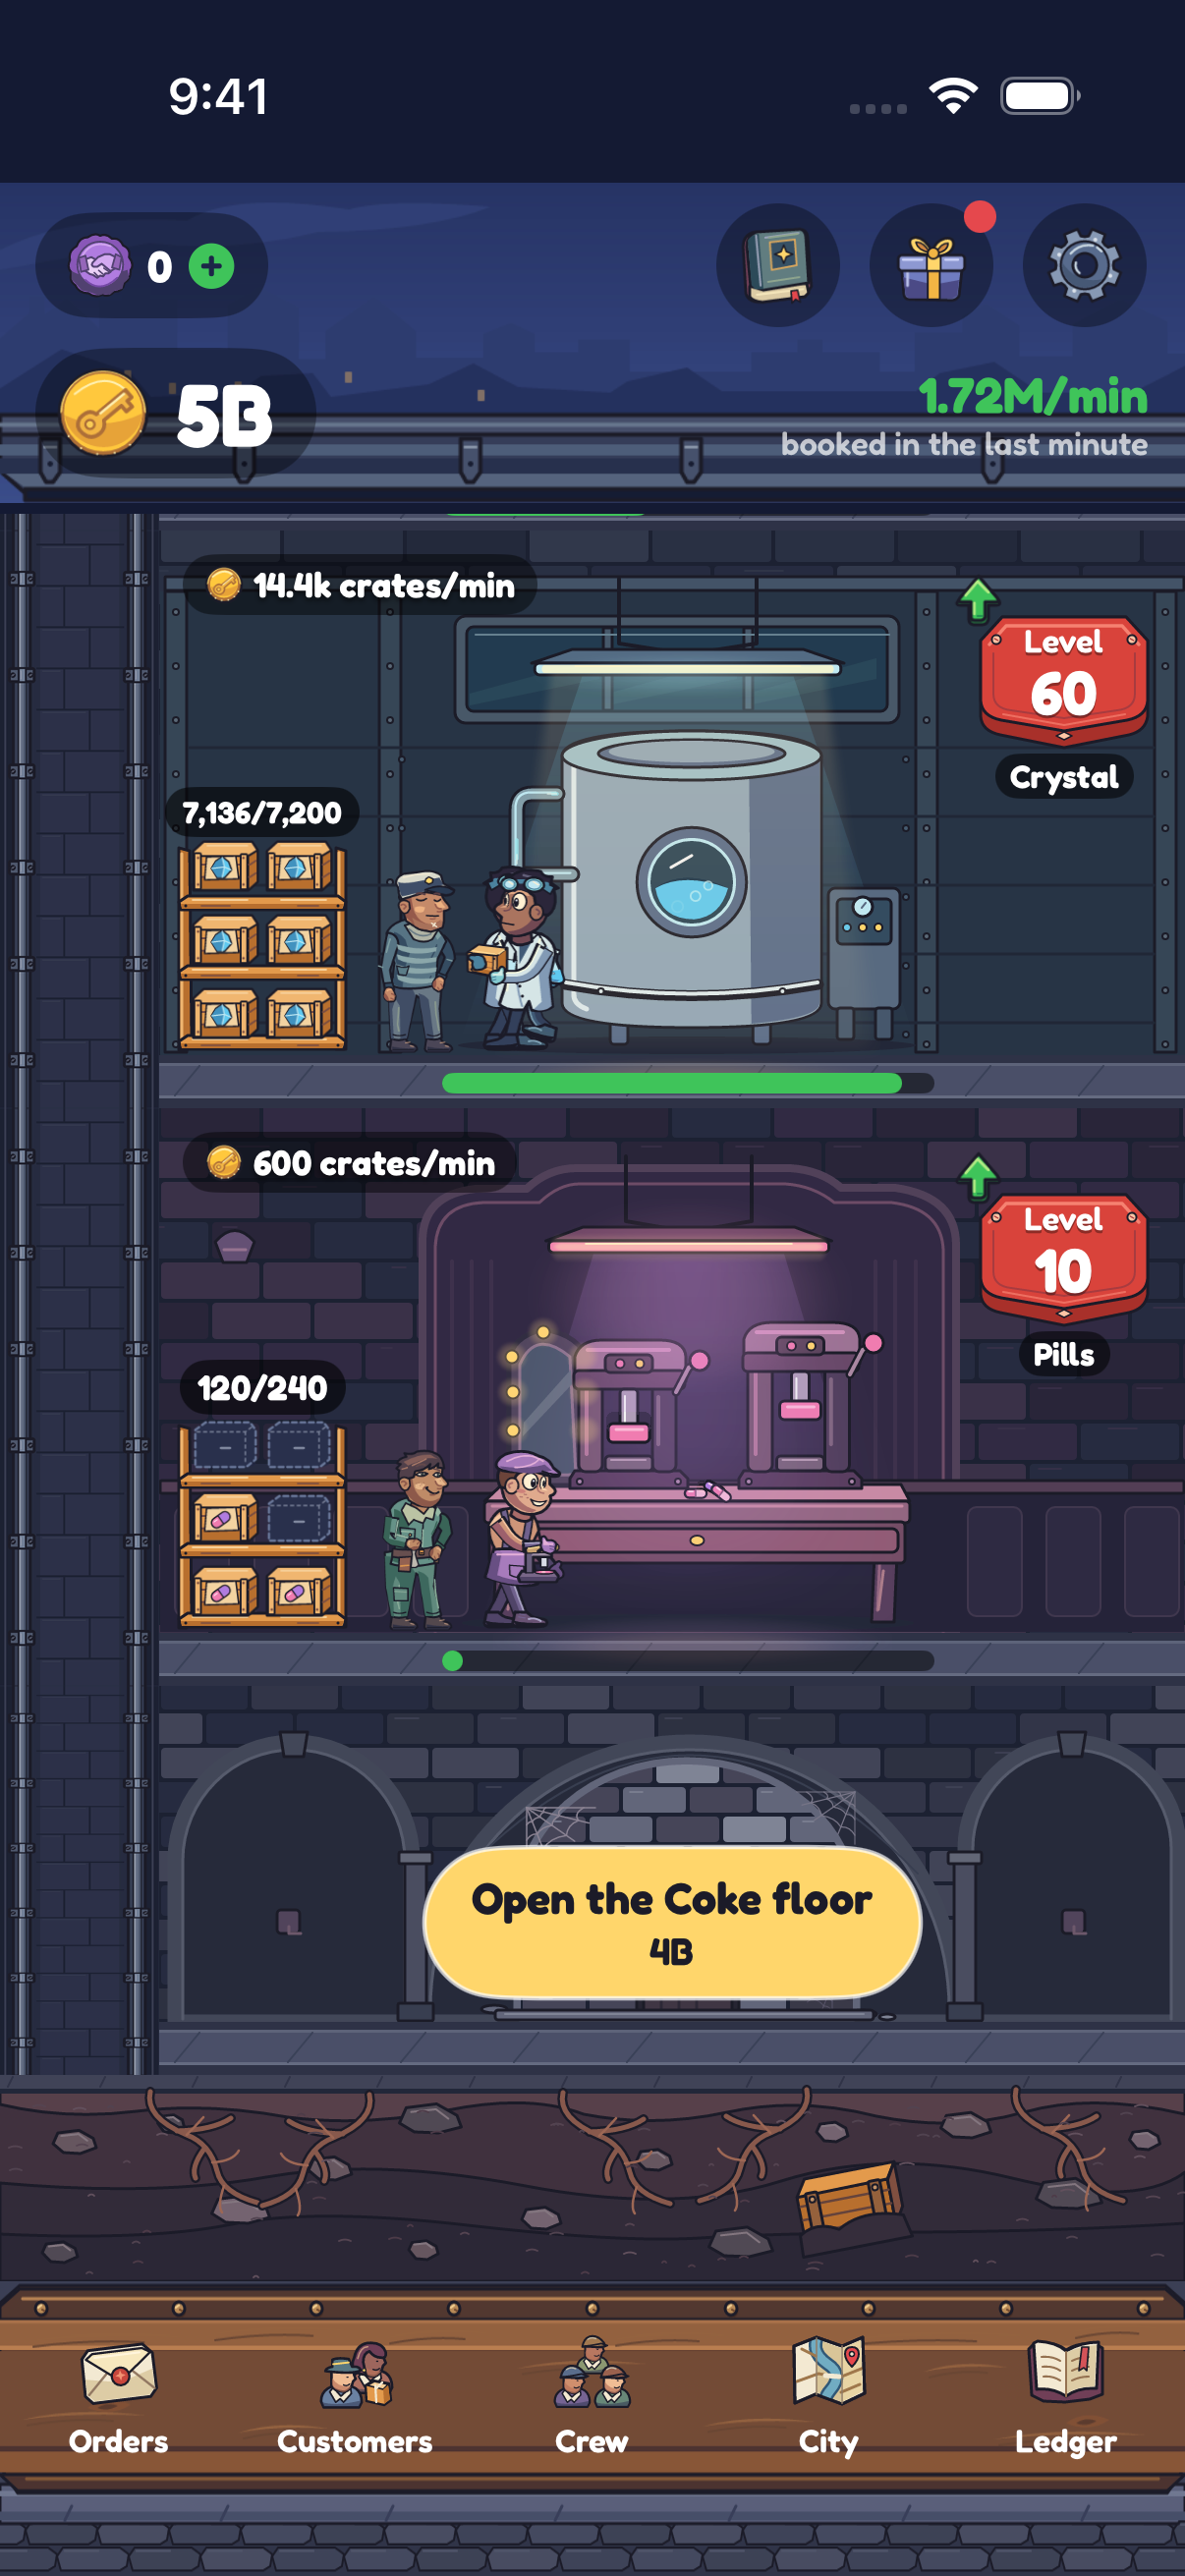 9:41
0
5B
1.72M/min
booked in the last minute
14.4k crates/min
Level
60
Crystal
7,136/7,200
600 crates/min
Level
10
Pills
120/240
Open the Coke floor
4B
Orders
Customers
Crew
City
Ledger